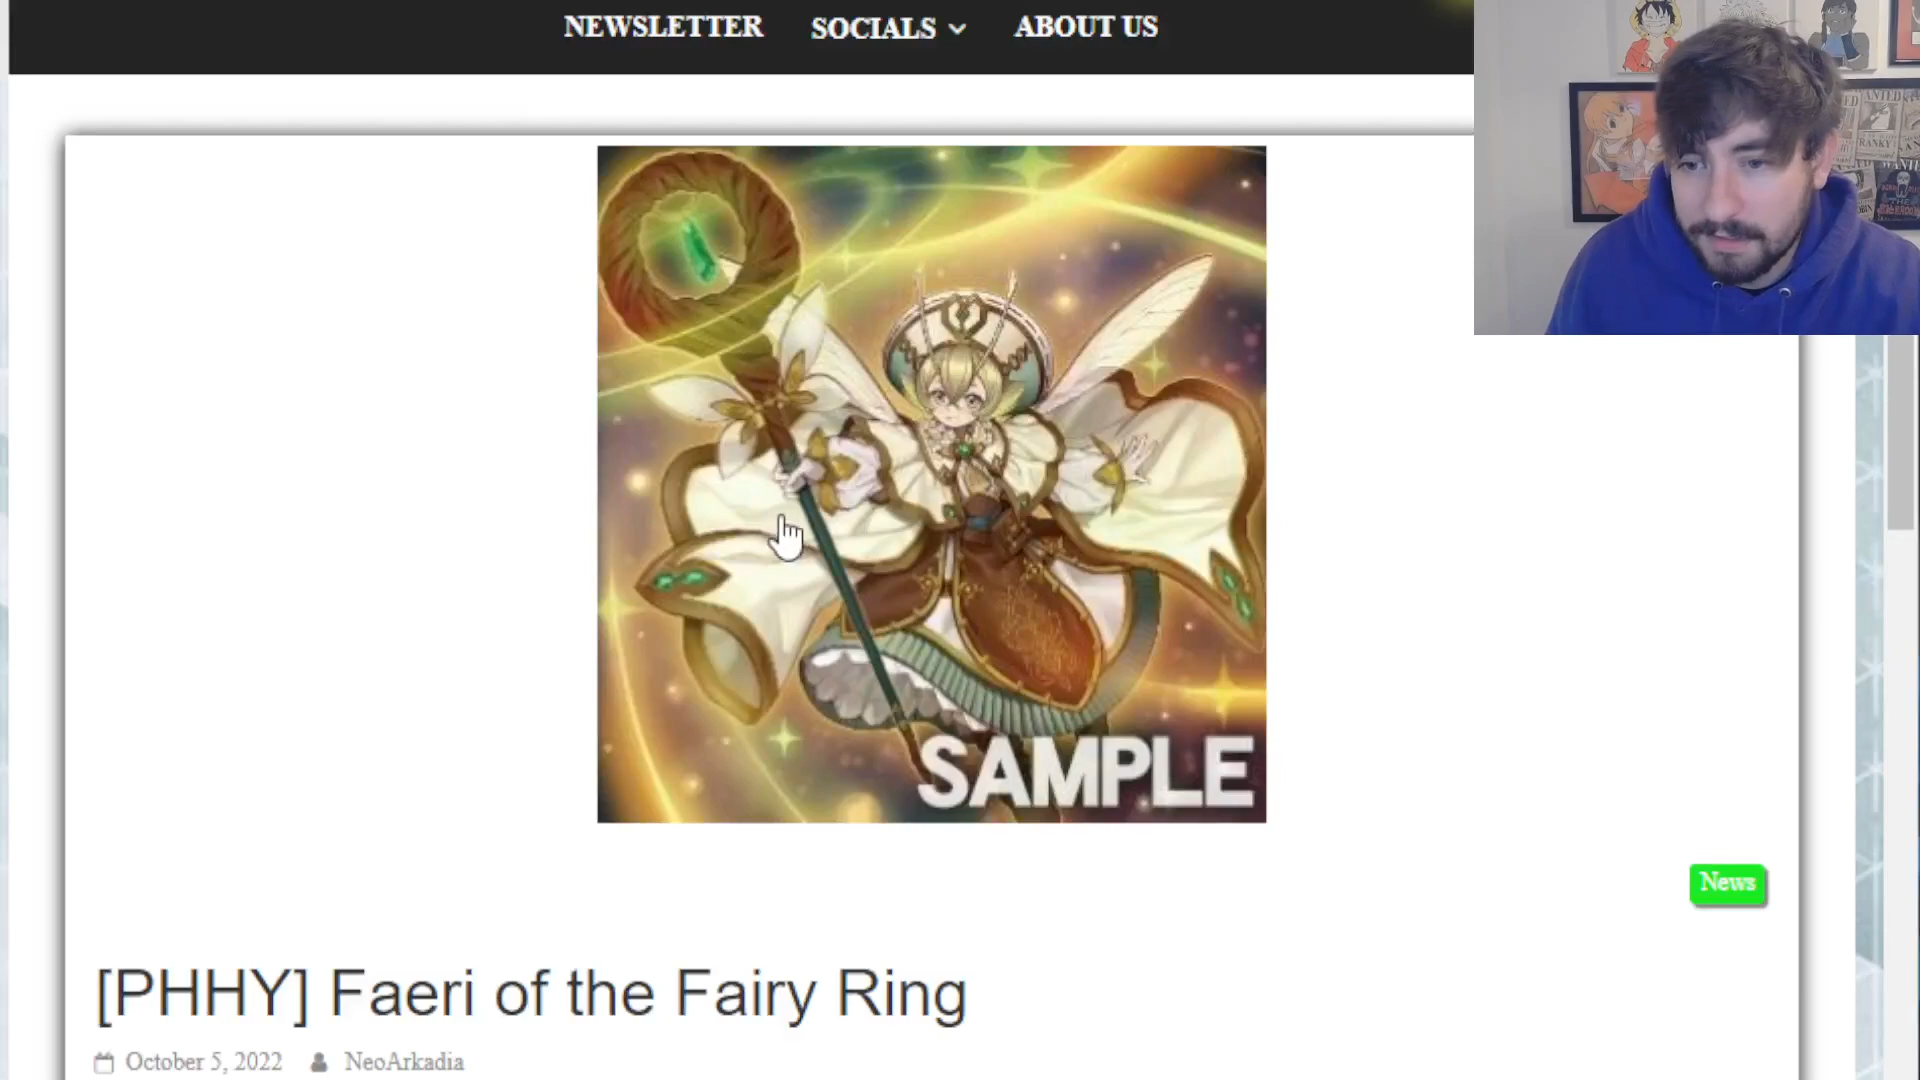 NEWSLETTER SOCIALS ABOUT US
SAMPLE
News
[PHHY] Faeri of the Fairy Ring
October 5, 2022 NeoArkadia